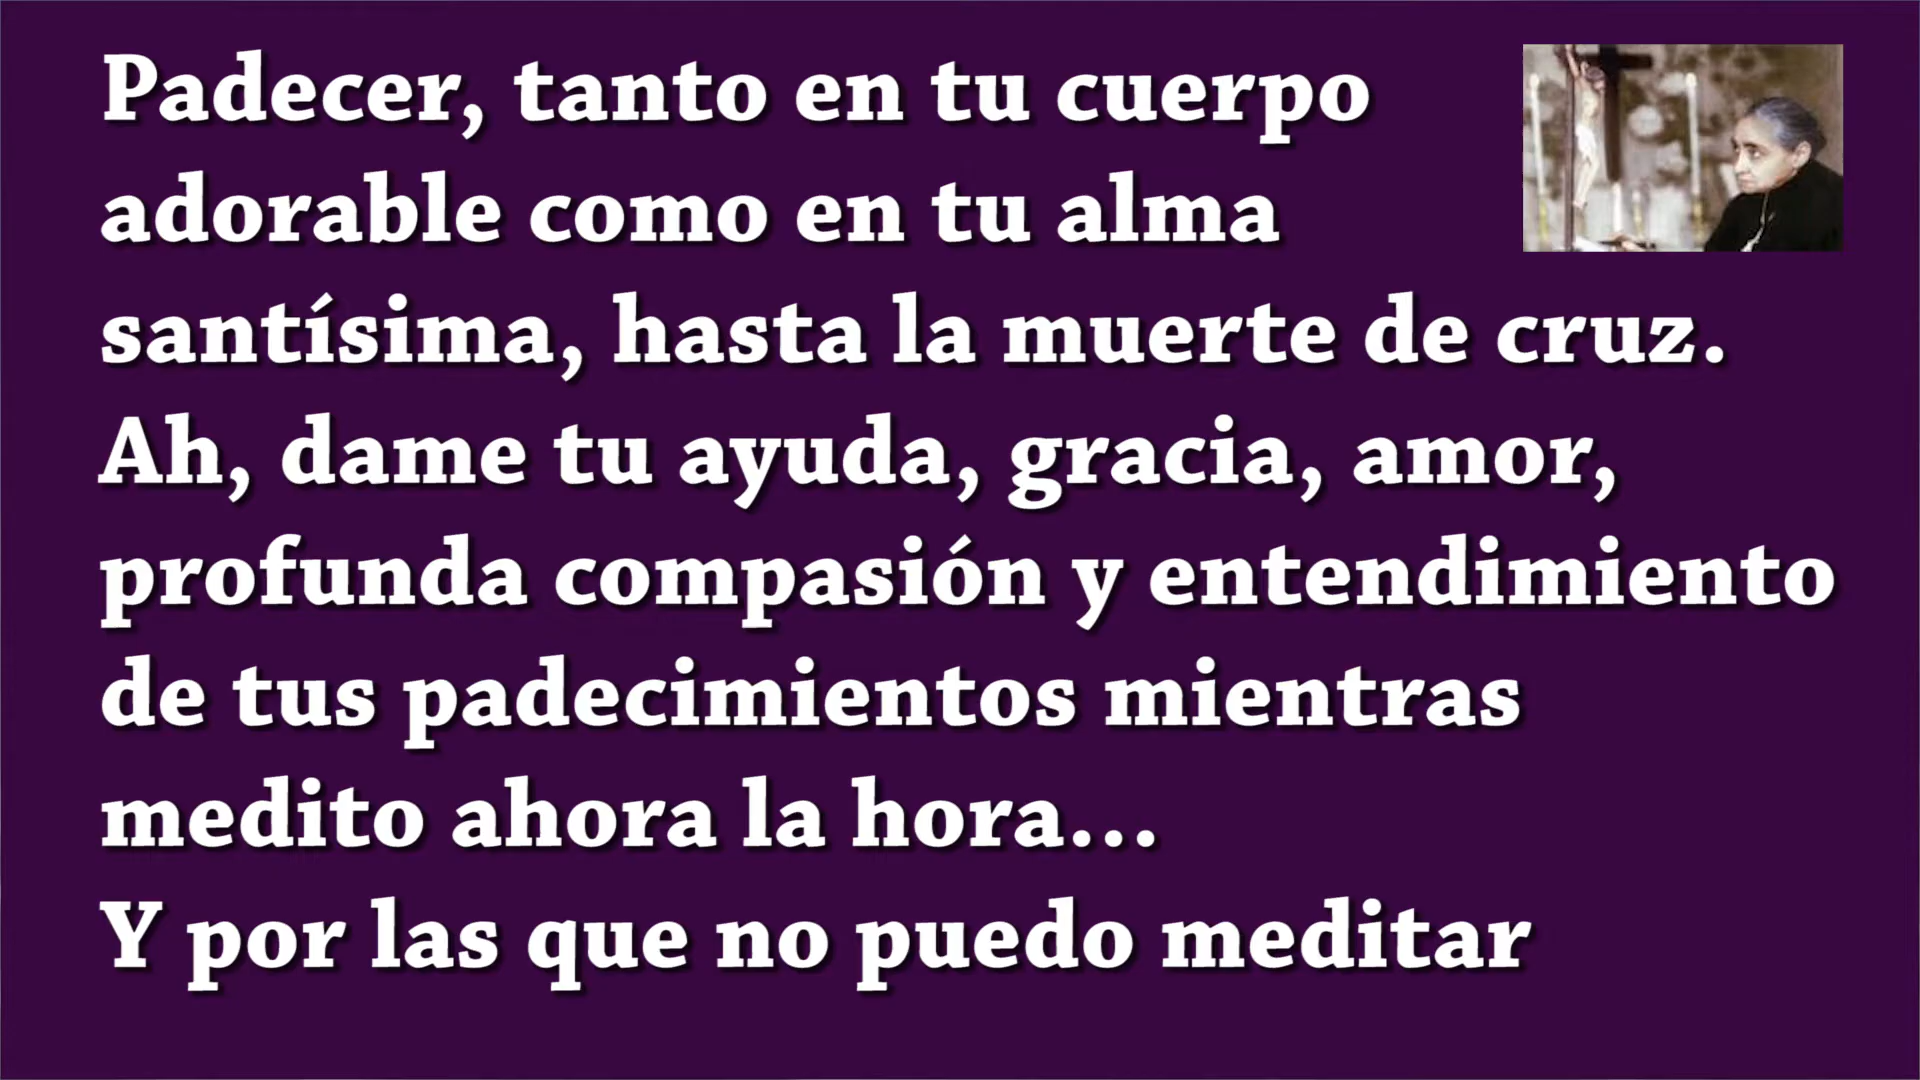 Padecer, tanto en tu cuerpo
adorable como en tu alma
santísima, hasta la muerte de cruz.
Ah, dame tu ayuda, gracia, amor,
profunda compasión y entendimiento
de tus padecimientos mientras
medito ahora la hora...
Y por las que no puedo meditar